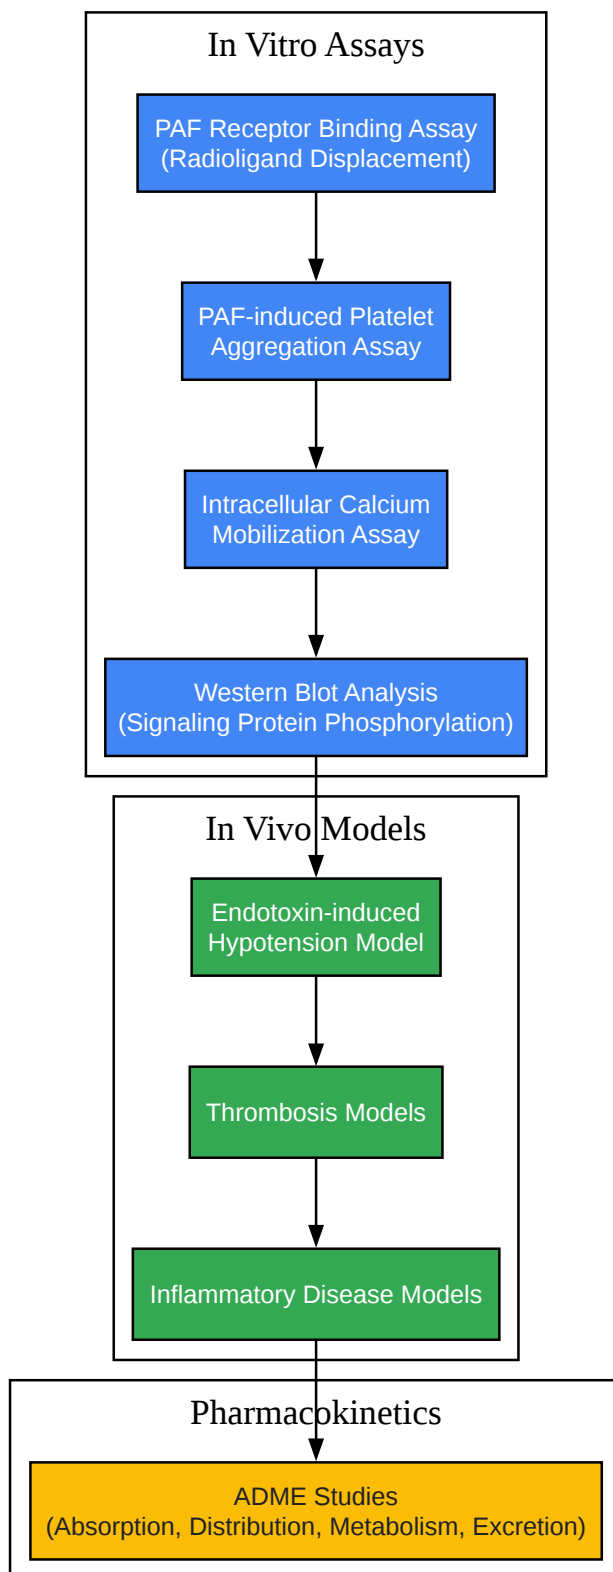 In Vitro Assays
PAF Receptor Binding Assay
(Radioligand Displacement)
PAF-induced Platelet
Aggregation Assay
Intracellular Calcium
Mobilization Assay
Western Blot Analysis
(Signaling Protein Phosphorylation)
In Vivo Models
Endotoxin-induced
Hypotension Model
Thrombosis Models
Inflammatory Disease Models
Pharmacokinetics
ADME Studies
(Absorption, Distribution, Metabolism, Excretion)